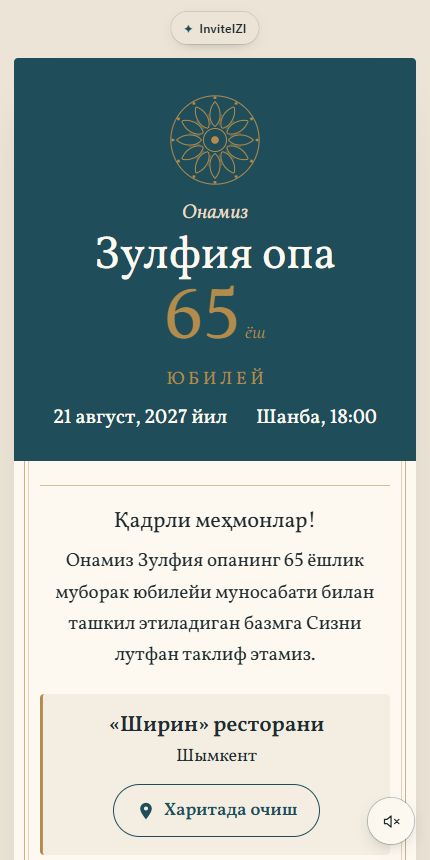 InviteIZI
Онамиз
Зулфия опа
65 ёш
ЮБИЛЕЙ
21 август, 2027 йил Шанба, 18:00
Қадрли меҳмонлар!
Онамиз Зулфия опанинг 65 ёшлик
муборак юбилейи муносабати билан
ташкил этиладиган базмга Сизни
лутфан таклиф этамиз.
«Ширин» ресторани
Шымкент
Харитада очиш